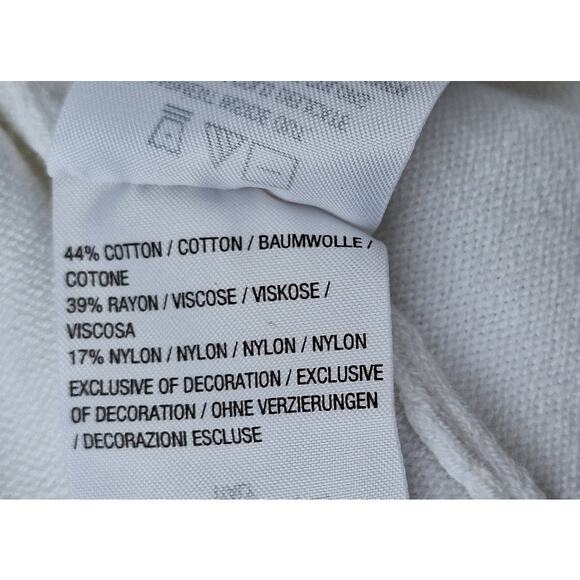 44% COTTON / COTTON / BAUMWOLLE /
COTONE
39% RAYON / VISCOSE / VISKOSE /
VISCOSA
17% NYLON / NYLON / NYLON / NYLON
EXCLUSIVE OF DECORATION / EXCLUSIVE
OF DECORATION / OHNE VERZIERUNGEN
/ DECORAZIONI ESCLUSE